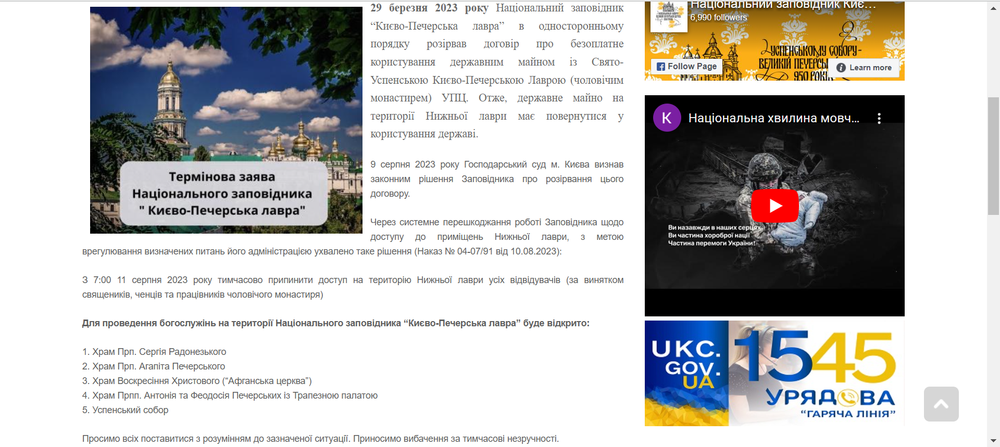 29 березня 2023 року Національний заповідник
“Києво-Печерська лавра” в односторонньому
порядку розірвав договір про безоплатне
користування державним майном із Свято-
Успенською Києво-Печерською Лаврою (чоловічим
монастирем) УПЦ. Отже, державне майно на
території Нижньої лаври має повернутися у
користування державі.
Термінова заява
Національного заповідника
" Києво-Печерська лавра"
9 серпня 2023 року Господарський суд м. Києва визнав
законним рішення Заповідника про розірвання цього
договору.
Через системне перешкоджання роботі Заповідника щодо
доступу до приміщень Нижньої лаври, з метою
врегулювання визначених питань його адміністрацією ухвалено таке рішення (Наказ № 04-07/91 від 10.08.2023):
З 7:00 11 серпня 2023 року тимчасово припинити доступ на територію Нижньої лаври усіх відвідувачів (за винятком
священиків, ченців та працівників чоловічого монастиря)
Для проведення богослужінь на території Національного заповідника “Києво-Печерська лавра” буде відкрито:
1. Храм Прп. Сергія Радонезького
2. Храм Прп. Агапіта Печерського
3. Храм Воскресіння Христового (“Афганська церква”)
4. Храм Прпп. Антонія та Феодосія Печерських із Трапезною палатою
5. Успенський собор
Просимо всіх поставитися з розумінням до зазначеної ситуації. Приносимо вибачення за тимчасові незручності.
Національний заповідник Киє...
6,990 followers
УСПЕНСЬКОМУ СОБОРУ-
ВЕЛИКІЙ ПЕЧЕРСЬ
950 РОКІВ
Follow Page
Learn more
К
Національна хвилина мовч...
Ви назавжди в наших серцях
Ви частина хороброї нації
Частина перемоги України!
UKC.
GOV.
UA
1545
УРЯДОВА
“ГАРЯЧА ЛІНІЯ”